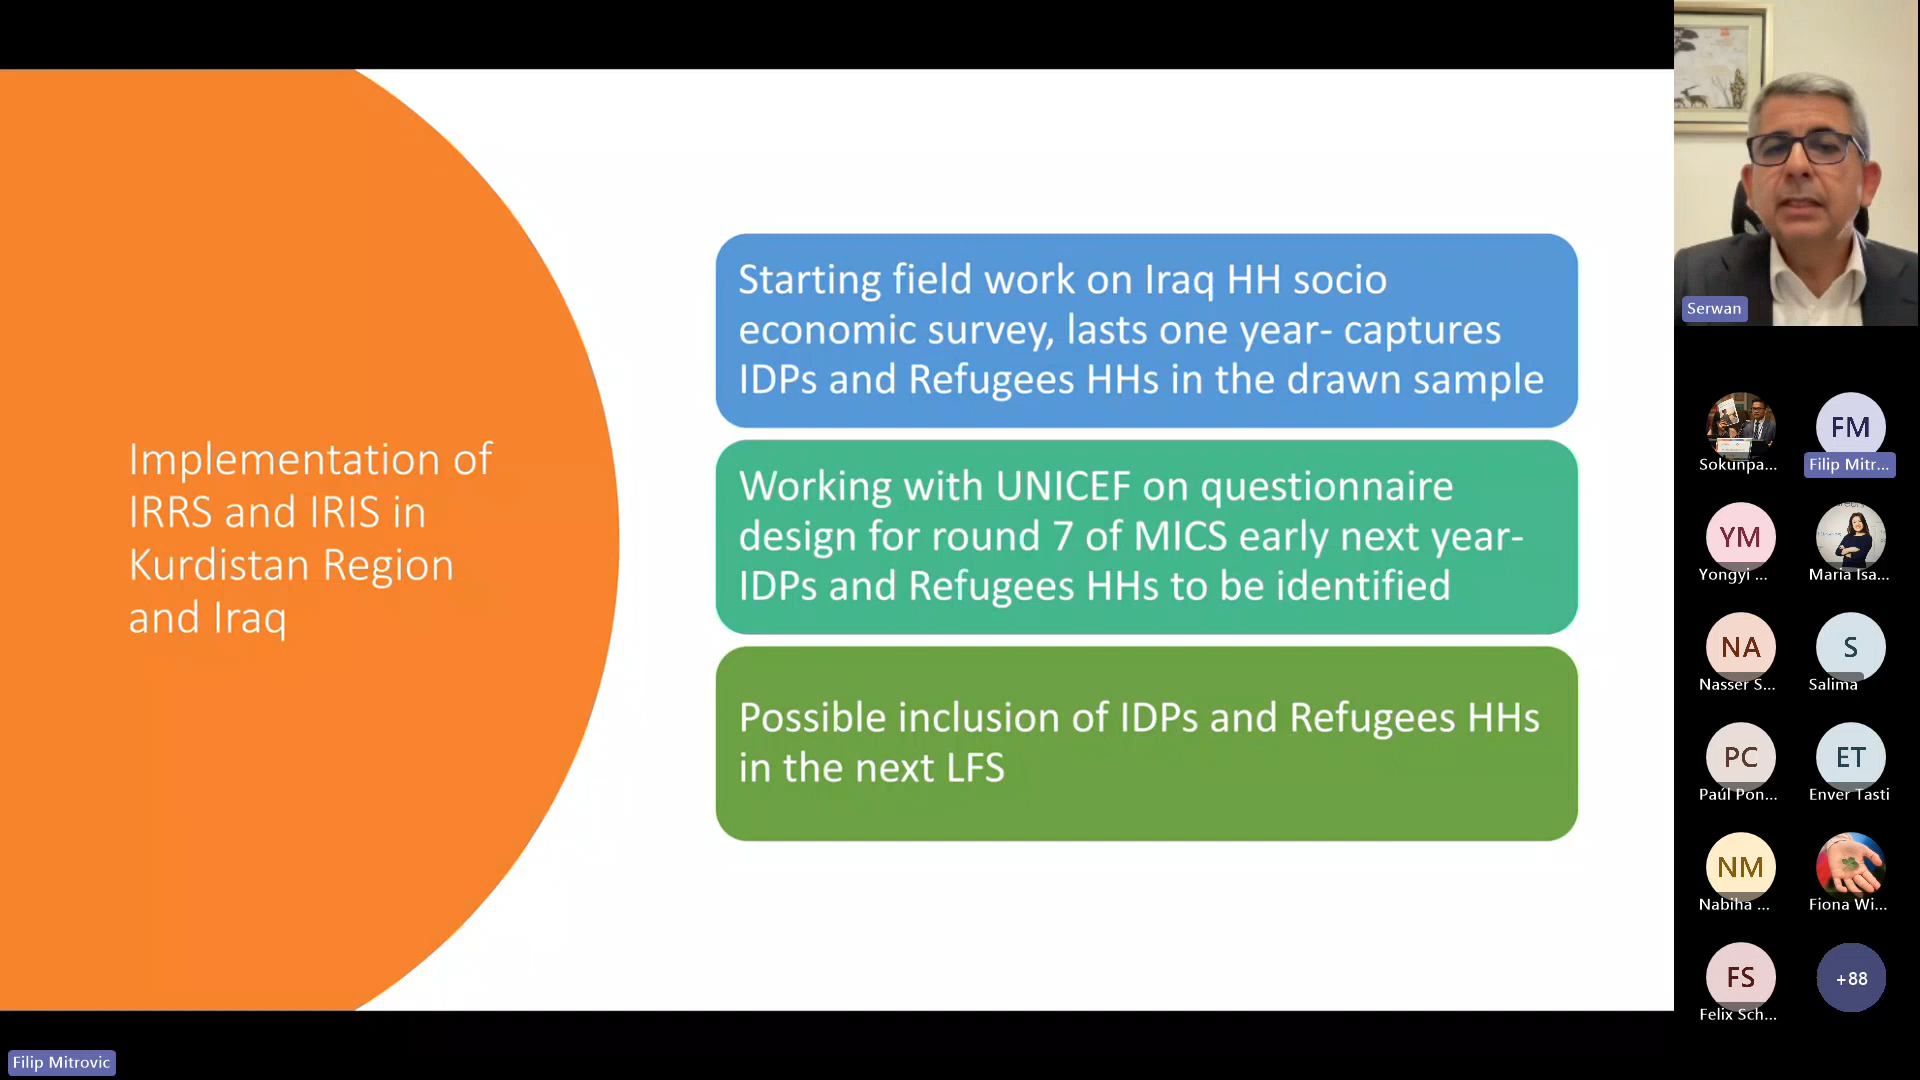 Implementation of
IRRS and IRIS in
Kurdistan Region
and Iraq
Starting field work on Iraq HH socio
economic survey, lasts one year- captures
IDPs and Refugees HHs in the drawn sample
Working with UNICEF on questionnaire
design for round 7 of MICS early next year-
IDPs and Refugees HHs to be identified
Possible inclusion of IDPs and Refugees HHs
in the next LFS
Serwan
Sokunpa...
FM
Filip Mitr...
YM
Yongyi ...
Maria Isa...
NA
Nasser S...
S
Salima
PC
Paúl Pon...
ET
Enver Tasti
NM
Nabiha ...
Fiona Wi...
FS
Felix Sch...
+88
Filip Mitrovic